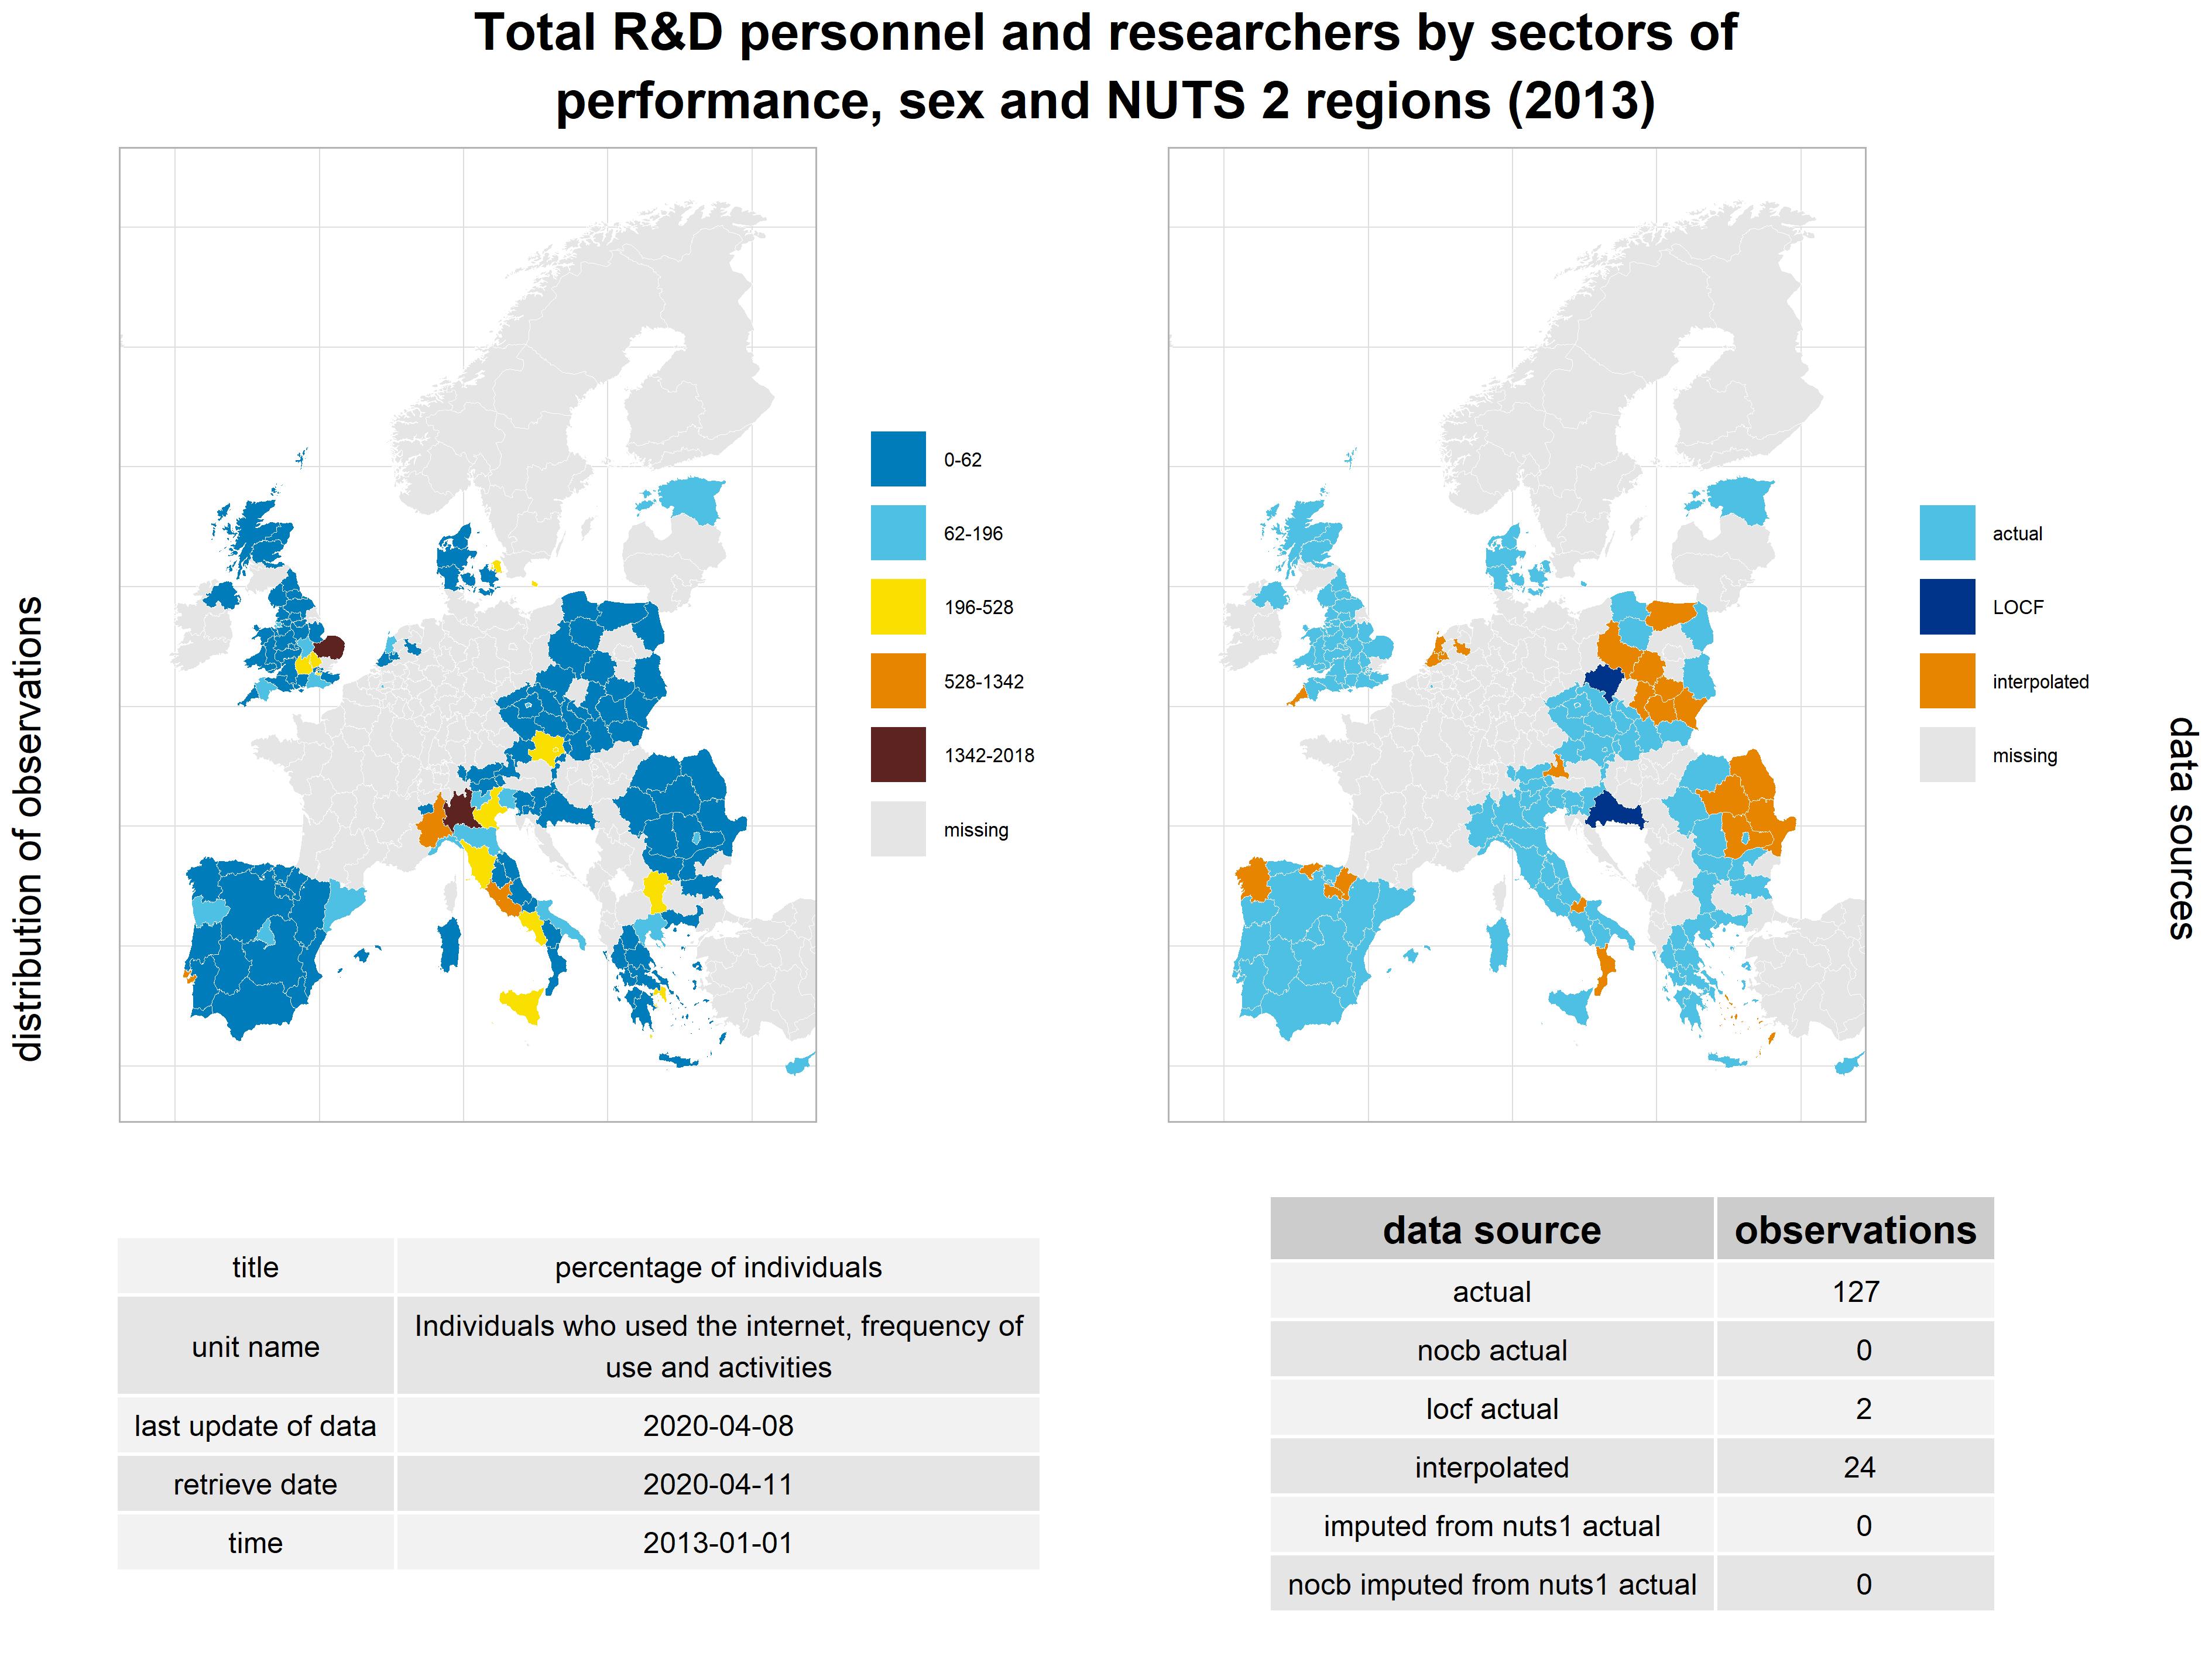 Total R&D personnel and researchers by sectors of
performance, sex and NUTS 2 regions (2013)
distribution of observations
0-62
62-196
196-528
528-1342
1342-2018
missing
actual
LOCF
interpolated
missing
data sources
title percentage of individuals
unit name Individuals who used the internet, frequency of
use and activities
last update of data 2020-04-08
retrieve date 2020-04-11
time 2013-01-01
data source observations
actual 127
nocb actual 0
locf actual 2
interpolated 24
imputed from nuts1 actual 0
nocb imputed from nuts1 actual 0